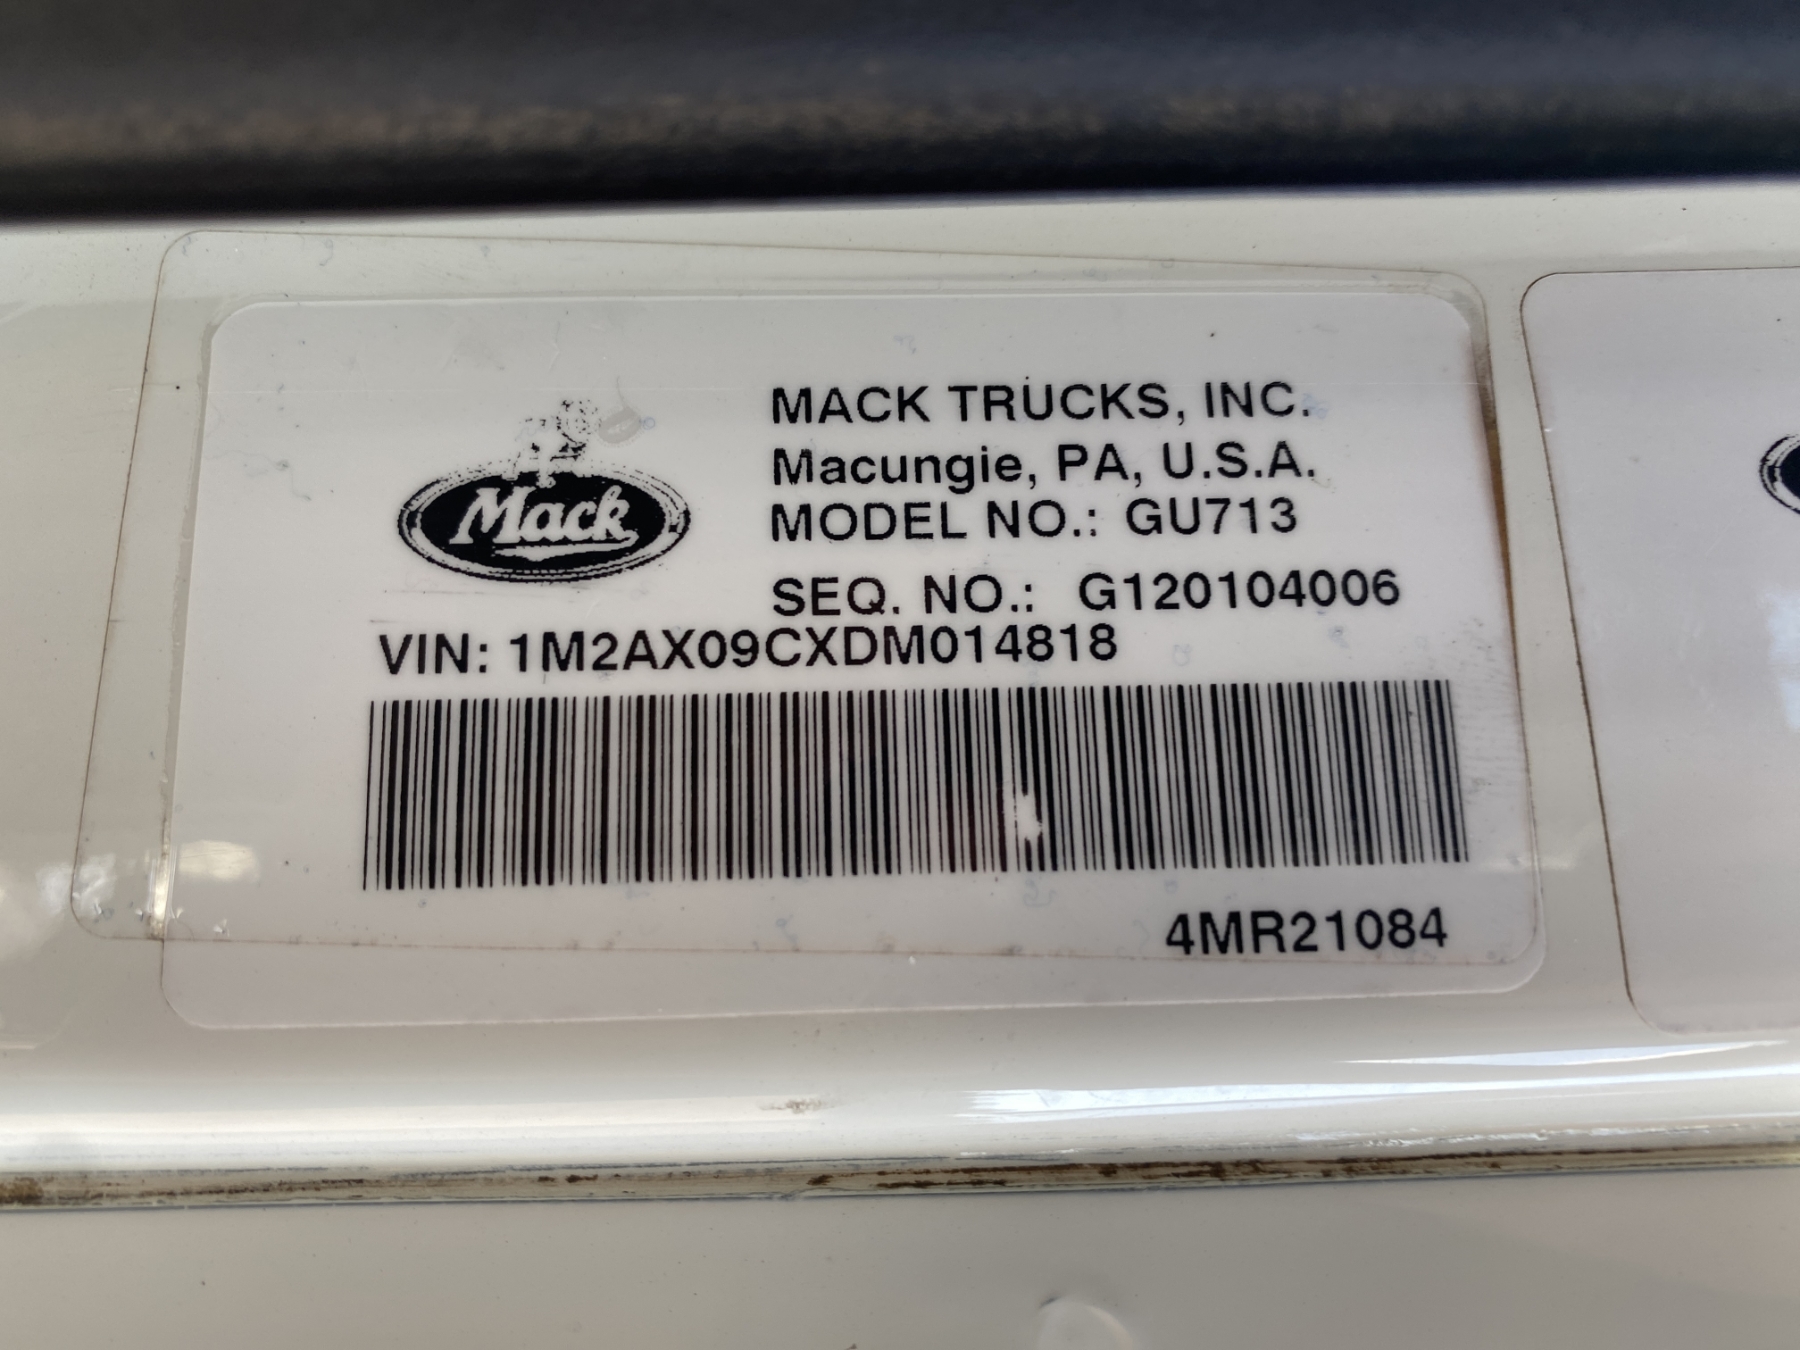 Mack
MACK TRUCKS, INC.
Macungie, PA, U.S.A.
MODEL NO.: GU713
SEQ. NO.: G120104006
VIN: 1M2AX09CXDM014818
4MR21084